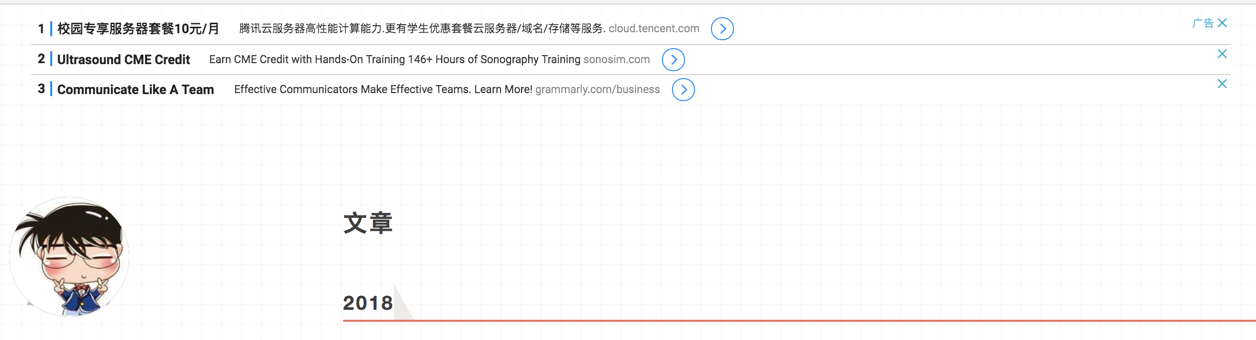 1 校园专享服务器套餐10元/月 腾讯云服务器高性能计算能力.更有学生优惠套餐云服务器/域名/存储等服务. cloud.tencent.com 广告
2 Ultrasound CME Credit Earn CME Credit with Hands-On Training 146+ Hours of Sonography Training sonosim.com
3 Communicate Like A Team Effective Communicators Make Effective Teams. Learn More! grammarly.com/business
文章
2018